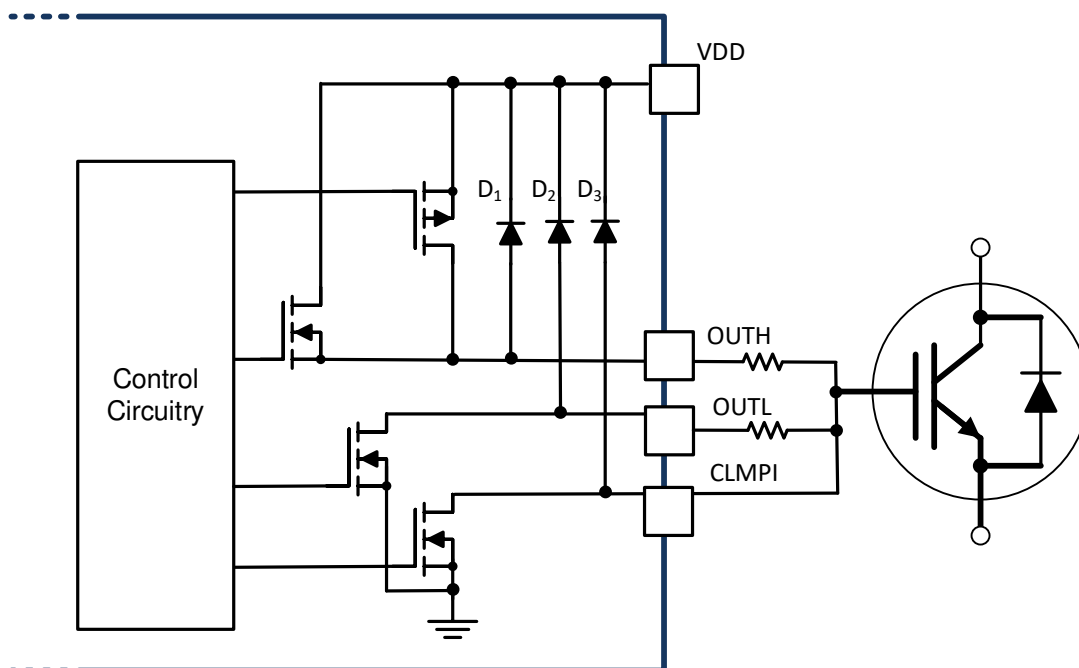 VDD
D₁ D₂ D₃
OUTH
Control
Circuitry
OUTL
CLMPI